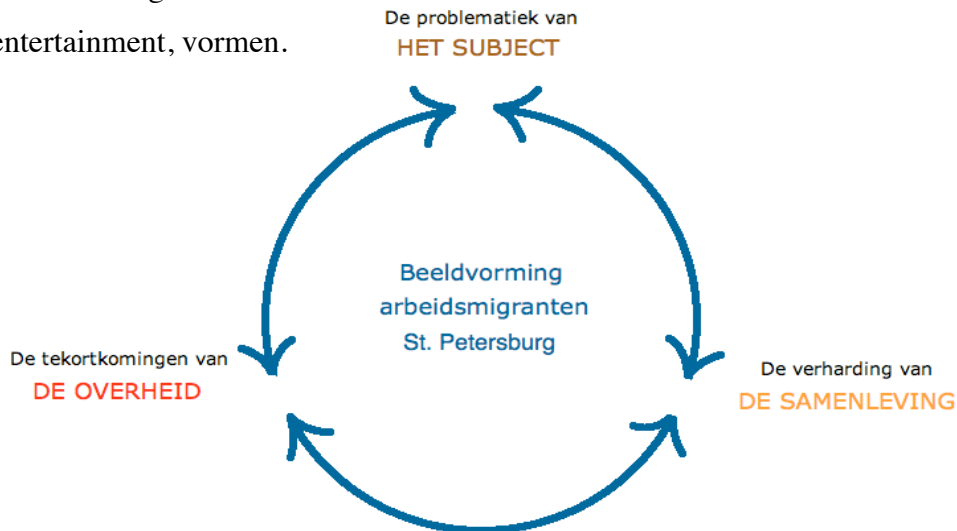 entertainment, vormen.
De problematiek van
HET SUBJECT
Beeldvorming
arbeidsmigranten
St. Petersburg
De tekortkomingen van
DE OVERHEID
De verharding van
DE SAMENLEVING